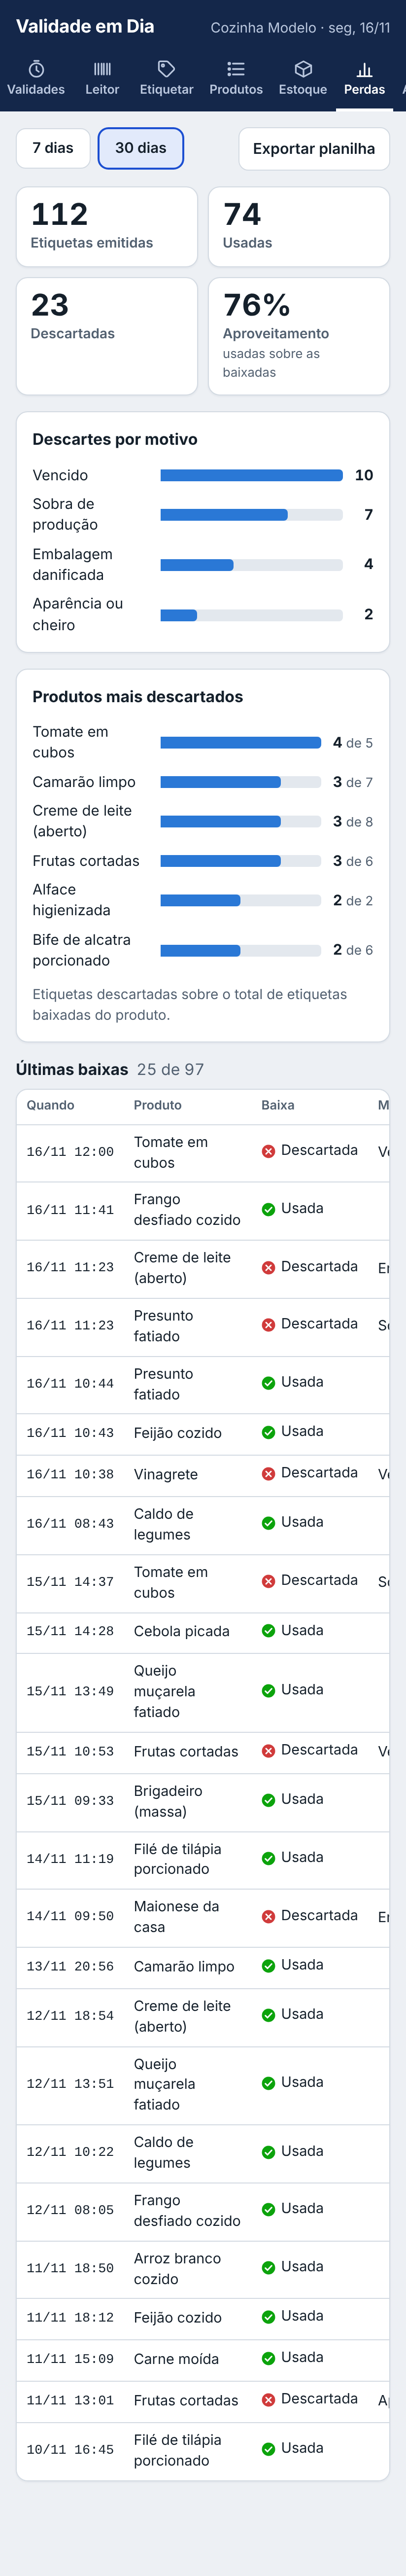 Validade em Dia
Cozinha Modelo · seg, 16/11
Validades
Leitor
Etiquetar
Produtos
Estoque
Perdas
7 dias
30 dias
Exportar planilha
112
Etiquetas emitidas
74
Usadas
23
Descartadas
76%
Aproveitamento
usadas sobre as
baixadas
Descartes por motivo
Vencido
10
Sobra de
produção
7
Embalagem
danificada
4
Aparência ou
cheiro
2
Produtos mais descartados
Tomate em
cubos
4 de 5
Camarão limpo
3 de 7
Creme de leite
(aberto)
3 de 8
Frutas cortadas
3 de 6
Alface
higienizada
2 de 2
Bife de alcatra
porcionado
2 de 6
Etiquetas descartadas sobre o total de etiquetas
baixadas do produto.
Últimas baixas 25 de 97
Quando Produto Baixa
16/11 12:00 Tomate em
cubos
Descartada
16/11 11:41 Frango
desfiado cozido
Usada
16/11 11:23 Creme de leite
(aberto)
Descartada
16/11 11:23 Presunto
fatiado
Descartada
16/11 10:44 Presunto
fatiado
Usada
16/11 10:43 Feijão cozido Usada
16/11 10:38 Vinagrete Descartada
16/11 08:43 Caldo de
legumes
Usada
15/11 14:37 Tomate em
cubos
Descartada
15/11 14:28 Cebola picada Usada
15/11 13:49 Queijo
muçarela
fatiado
Usada
15/11 10:53 Frutas cortadas Descartada
15/11 09:33 Brigadeiro
(massa)
Usada
14/11 11:19 Filé de tilápia
porcionado
Usada
14/11 09:50 Maionese da
casa
Descartada
13/11 20:56 Camarão limpo Usada
12/11 18:54 Creme de leite
(aberto)
Usada
12/11 13:51 Queijo
muçarela
fatiado
Usada
12/11 10:22 Caldo de
legumes
Usada
12/11 08:05 Frango
desfiado cozido
Usada
11/11 18:50 Arroz branco
cozido
Usada
11/11 18:12 Feijão cozido Usada
11/11 15:09 Carne moída Usada
11/11 13:01 Frutas cortadas Descartada
10/11 16:45 Filé de tilápia
porcionado
Usada